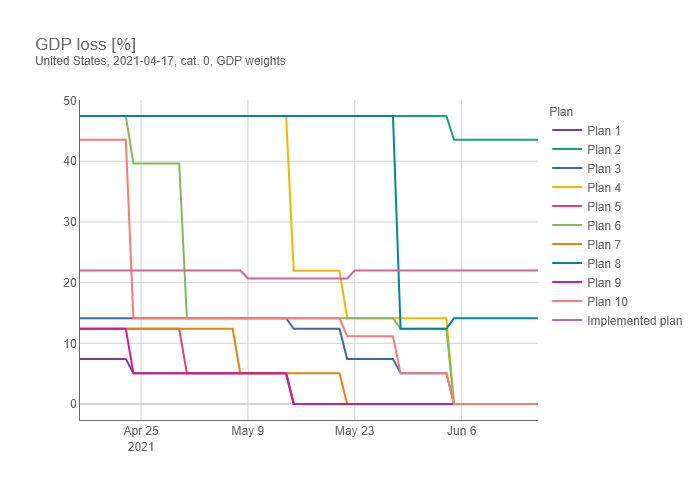 GDP loss [%]
United States, 2021-04-17, cat. 0, GDP weights
50
40
30
20
10
0
Apr 25
2021
May 9
May 23
Jun 6
Plan
Plan 1
Plan 2
Plan 3
Plan 4
Plan 5
Plan 6
Plan 7
Plan 8
Plan 9
Plan 10
Implemented plan